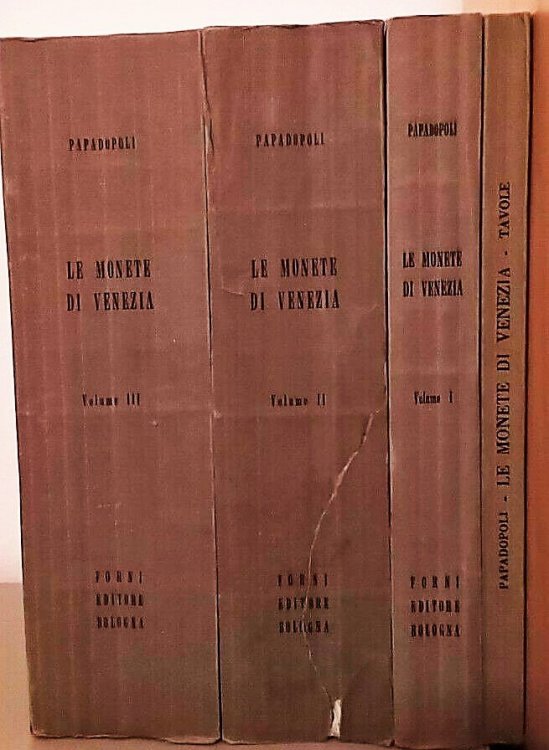 PAPADOPOLI
LE MONETE
DI VENEZIA
Volume III
FORNI
EDITORE
BOLOGNA
PAPADOPOLI
LE MONETE
DI VENEZIA
Volume II
FORNI
EDITORE
BOLOGNA
PAPADOPOLI
LE MONETE
DI VENEZIA
Volume I
FORNI
EDITORE
BOLOGNA
PAPADOPOLI - LE MONETE DI VENEZIA - TAVOLE